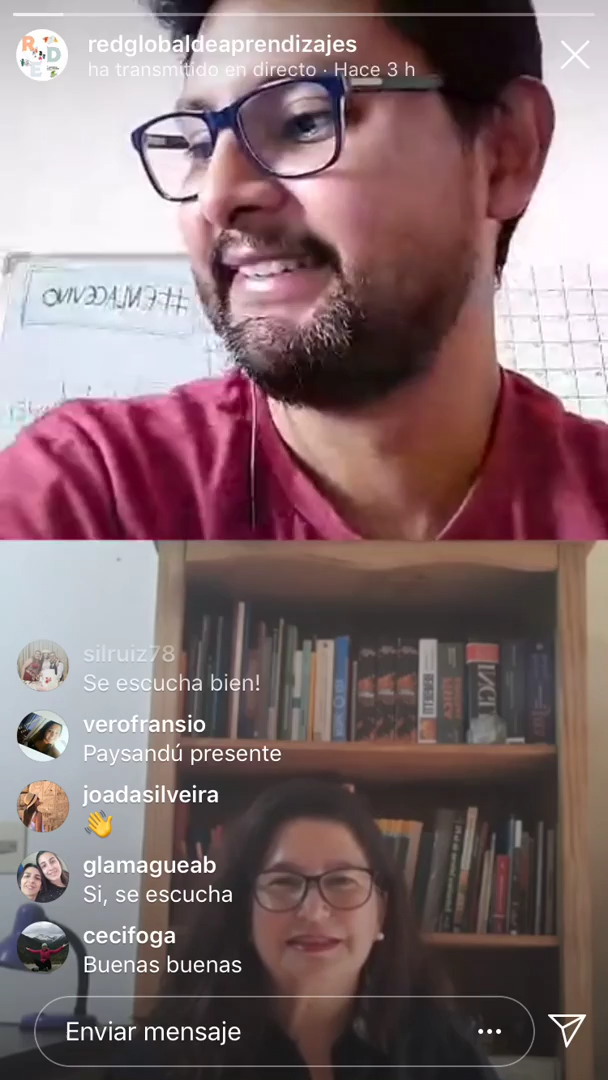 redglobaldeaprendizajes
ha transmitido en directo · Hace 3 h
#ENLACEVIVO
silruiz78
Se escucha bien!
verofransio
Paysandú presente
joadasilveira
👋
glamagueab
Si, se escucha
cecifoga
Buenas buenas
Enviar mensaje